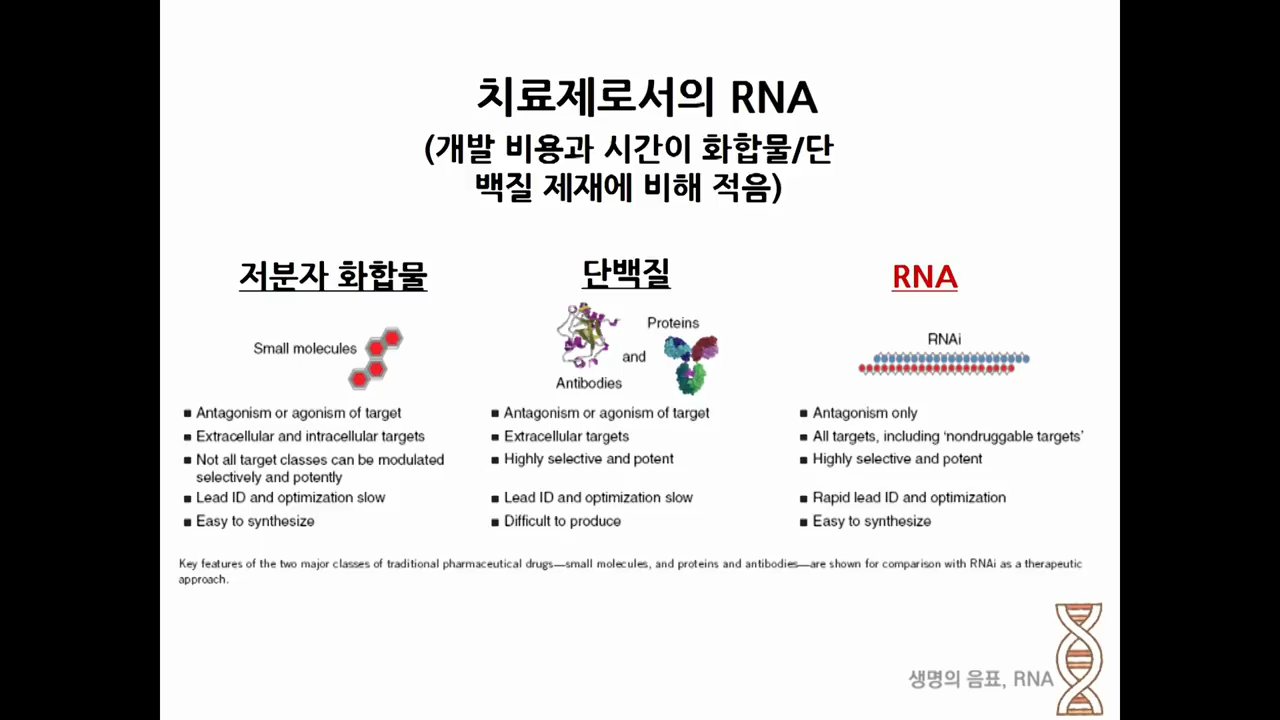 치료제로서의 RNA
(개발 비용과 시간이 화합물/단
백질 제재에 비해 적음)
저분자 화합물
Small molecules
■ Antagonism or agonism of target
■ Extracellular and intracellular targets
■ Not all target classes can be modulated
selectively and potently
■ Lead ID and optimization slow
■ Easy to synthesize
단백질
Proteins
and
Antibodies
■ Antagonism or agonism of target
■ Extracellular targets
■ Highly selective and potent
■ Lead ID and optimization slow
■ Difficult to produce
RNA
RNAi
■ Antagonism only
■ All targets, including ‘nondruggable targets’
■ Highly selective and potent
■ Rapid lead ID and optimization
■ Easy to synthesize
Key features of the two major classes of traditional pharmaceutical drugs—small molecules, and proteins and antibodies—are shown for comparison with RNAi as a therapeutic
approach.
생명의 음표, RNA